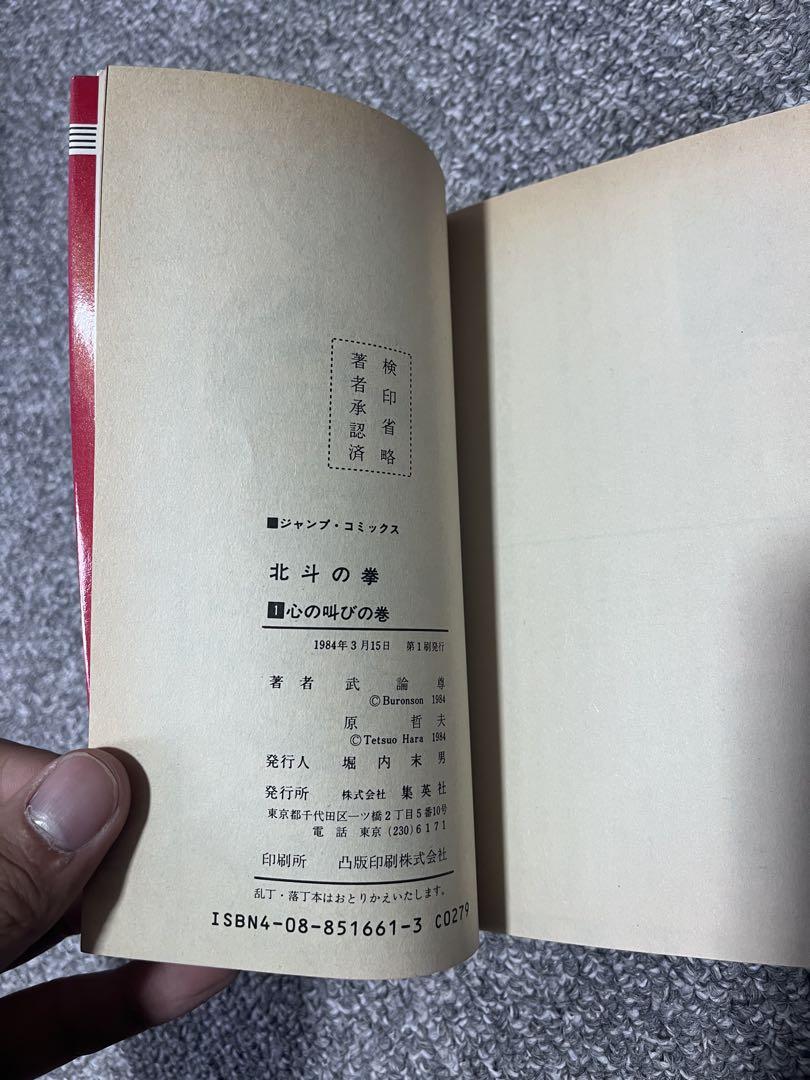 検印省略
著者承認済
■ジャンプ・コミックス
北斗の拳
1心の叫びの巻
1984年3月15日 第1刷発行
著者 武論尊
©Buronson 1984
原哲夫
©Tetsuo Hara 1984
発行人 堀内末男
発行所 株式会社 集英社
東京都千代田区一ツ橋2丁目5番10号
電話 東京(230)6171
印刷所 凸版印刷株式会社
乱丁・落丁本はおとりかえいたします。
ISBN4-08-851661-3 C0279